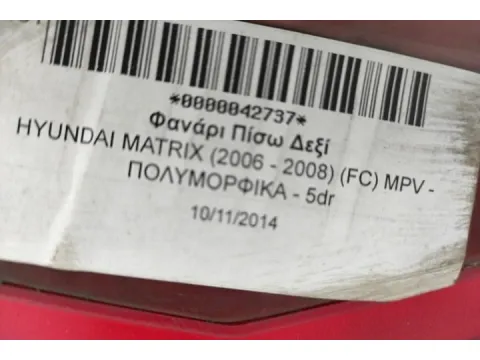 *0000042737*
Φανάρι Πίσω Δεξί
HYUNDAI MATRIX (2006 - 2008) (FC) MPV -
ΠΟΛΥΜΟΡΦΙΚΑ - 5dr
10/11/2014